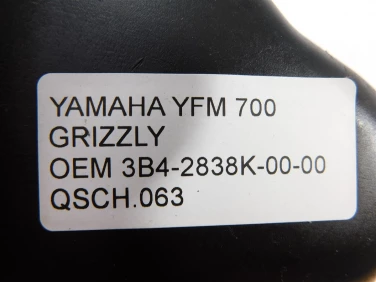 YAMAHA YFM 700
GRIZZLY
OEM 3B4-2838K-00-00
QSCH.063